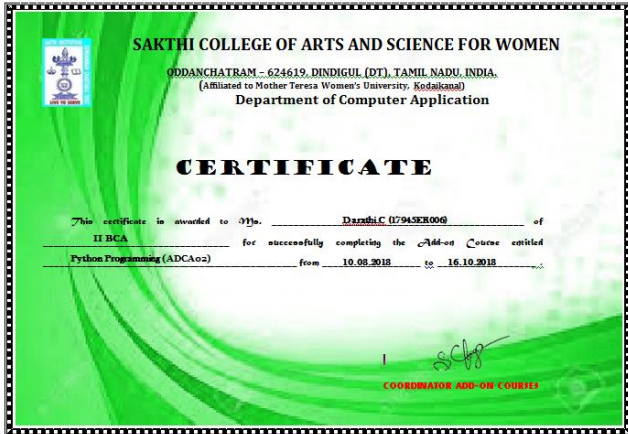 SAKTHI COLLEGE OF ARTS AND SCIENCE FOR WOMEN
ODDANCHATRAM – 624619, DINDIGUL (DT), TAMIL NADU, INDIA.
(Affiliated to Mother Teresa Women's University, Kodaikanal)
Department of Computer Application
LIVE TO SERVE
CERTIFICATE
This certificate is awarded to Ms. Darathi.C (17945ER006) of
II BCA for successfully completing the Add-on Course entitled
Python Programming (ADCA02) from 10.08.2018 to 16.10.2018.
COORDINATOR ADD-ON COURSES